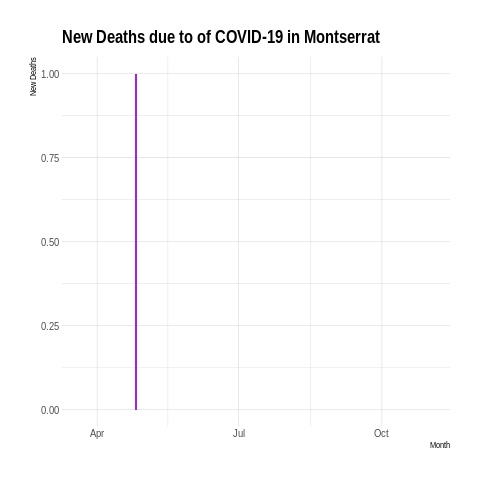 New Deaths due to of COVID-19 in Montserrat
New Deaths
1.00
0.75
0.50
0.25
0.00
Apr Jul Oct
Month